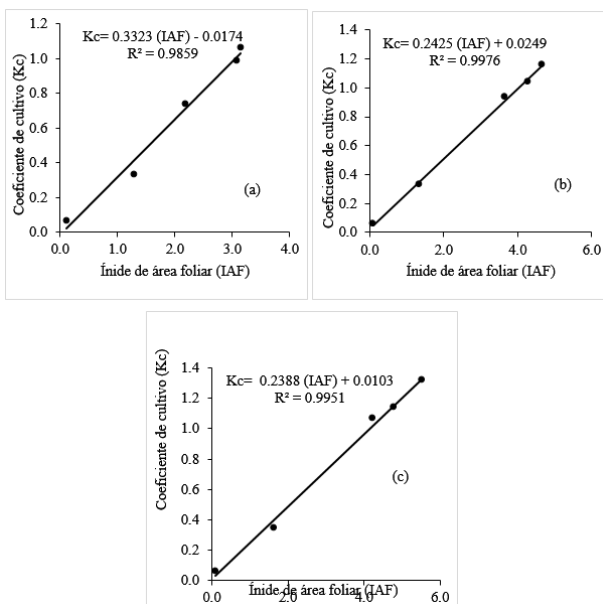 Kc= 0.3323 (IAF) - 0.0174
R² = 0.9859
Coeficiente de cultivo (Kc)
1.2
1.0
0.8
0.6
0.4
0.2
0.0
(a)
0.0 1.0 2.0 3.0 4.0
Ínide de área foliar (IAF)
Kc= 0.2425 (IAF) + 0.0249
R² = 0.9976
Coeficiente de cultivo (Kc)
1.4
1.2
1.0
0.8
0.6
0.4
0.2
0.0
(b)
0.0 2.0 4.0 6.0
Ínide de área foliar (IAF)
Kc= 0.2388 (IAF) + 0.0103
R² = 0.9951
Coeficiente de cultivo (Kc)
1.4
1.2
1.0
0.8
0.6
0.4
0.2
0.0
(c)
Ínide de área foliar (IAF)
0.0 2.0 4.0 6.0